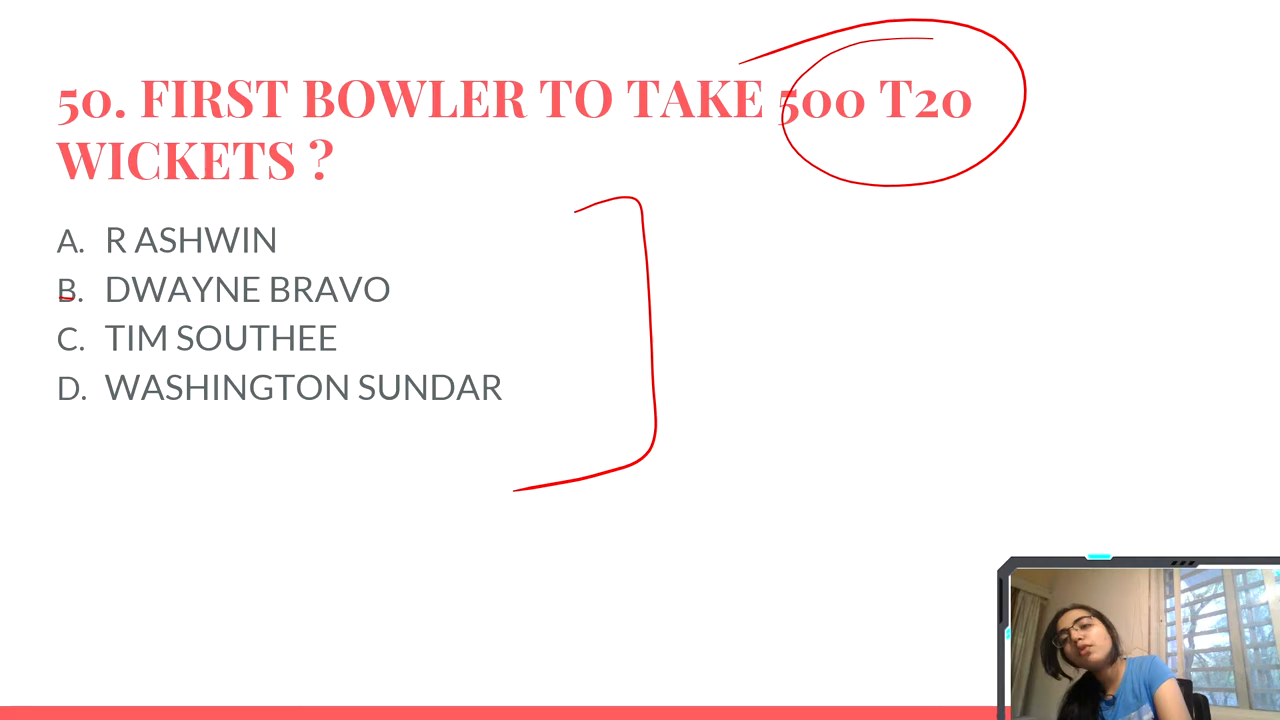 50. FIRST BOWLER TO TAKE 500 T20
WICKETS ?
A. R ASHWIN
B. DWAYNE BRAVO
C. TIM SOUTHEE
D. WASHINGTON SUNDAR